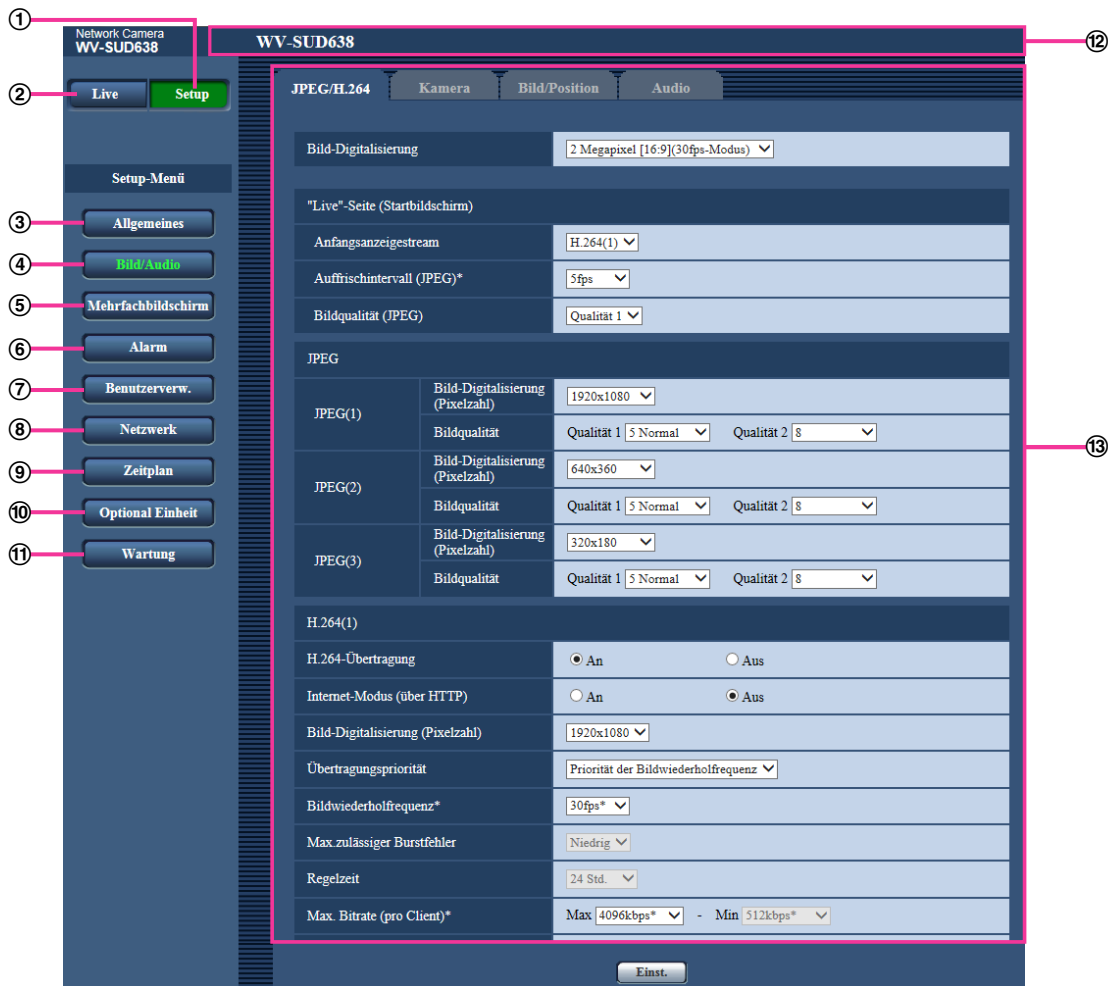 ①
Network Camera
WV-SUD638
WV-SUD638
⑫
②
Live
Setup
JPEG/H.264
Kamera
Bild/Position
Audio
Bild-Digitalisierung
2 Megapixel [16:9](30fps-Modus)
Setup-Menü
③
Allgemeines
④
Bild/Audio
⑤
Mehrfachbildschirm
⑥
Alarm
⑦
Benutzerverw.
⑧
Netzwerk
⑨
Zeitplan
⑩
Optional Einheit
⑪
Wartung
"Live"-Seite (Startbildschirm)
Anfangsanzeigestream
H.264(1)
Auffrischintervall (JPEG)*
5fps
Bildqualität (JPEG)
Qualität 1
JPEG
JPEG(1)
Bild-Digitalisierung
(Pixelzahl)
1920x1080
Bildqualität
Qualität 1 5 Normal Qualität 2 8
⑬
JPEG(2)
Bild-Digitalisierung
(Pixelzahl)
640x360
Bildqualität
Qualität 1 5 Normal Qualität 2 8
JPEG(3)
Bild-Digitalisierung
(Pixelzahl)
320x180
Bildqualität
Qualität 1 5 Normal Qualität 2 8
H.264(1)
H.264-Übertragung
An Aus
Internet-Modus (über HTTP)
An Aus
Bild-Digitalisierung (Pixelzahl)
1920x1080
Übertragungspriorität
Priorität der Bildwiederholfrequenz
Bildwiederholfrequenz*
30fps*
Max.zulässiger Burstfehler
Niedrig
Regelzeit
24 Std.
Max. Bitrate (pro Client)*
Max 4096kbps* - Min 512kbps*
Einst.